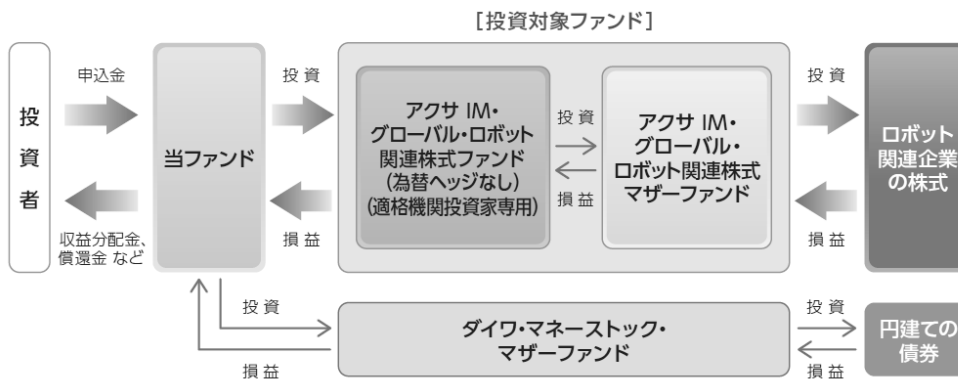 [投資対象ファンド]
投資者
申込金
収益分配金、
償還金 など
当ファンド
投 資
損 益
アクサ IM・
グローバル・ロボット
関連株式ファンド
(為替ヘッジなし)
(適格機関投資家専用)
投 資
損 益
アクサ IM・
グローバル・
ロボット関連株式
マザーファンド
投 資
損 益
ロボット
関連企業
の株式
投 資
損 益
ダイワ・マネーストック・
マザーファンド
投 資
損 益
円建ての
債券